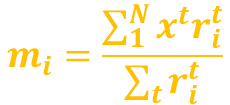 $m_i = \frac{\sum_1^N x^t r_i^t}{\sum_t r_i^t}$